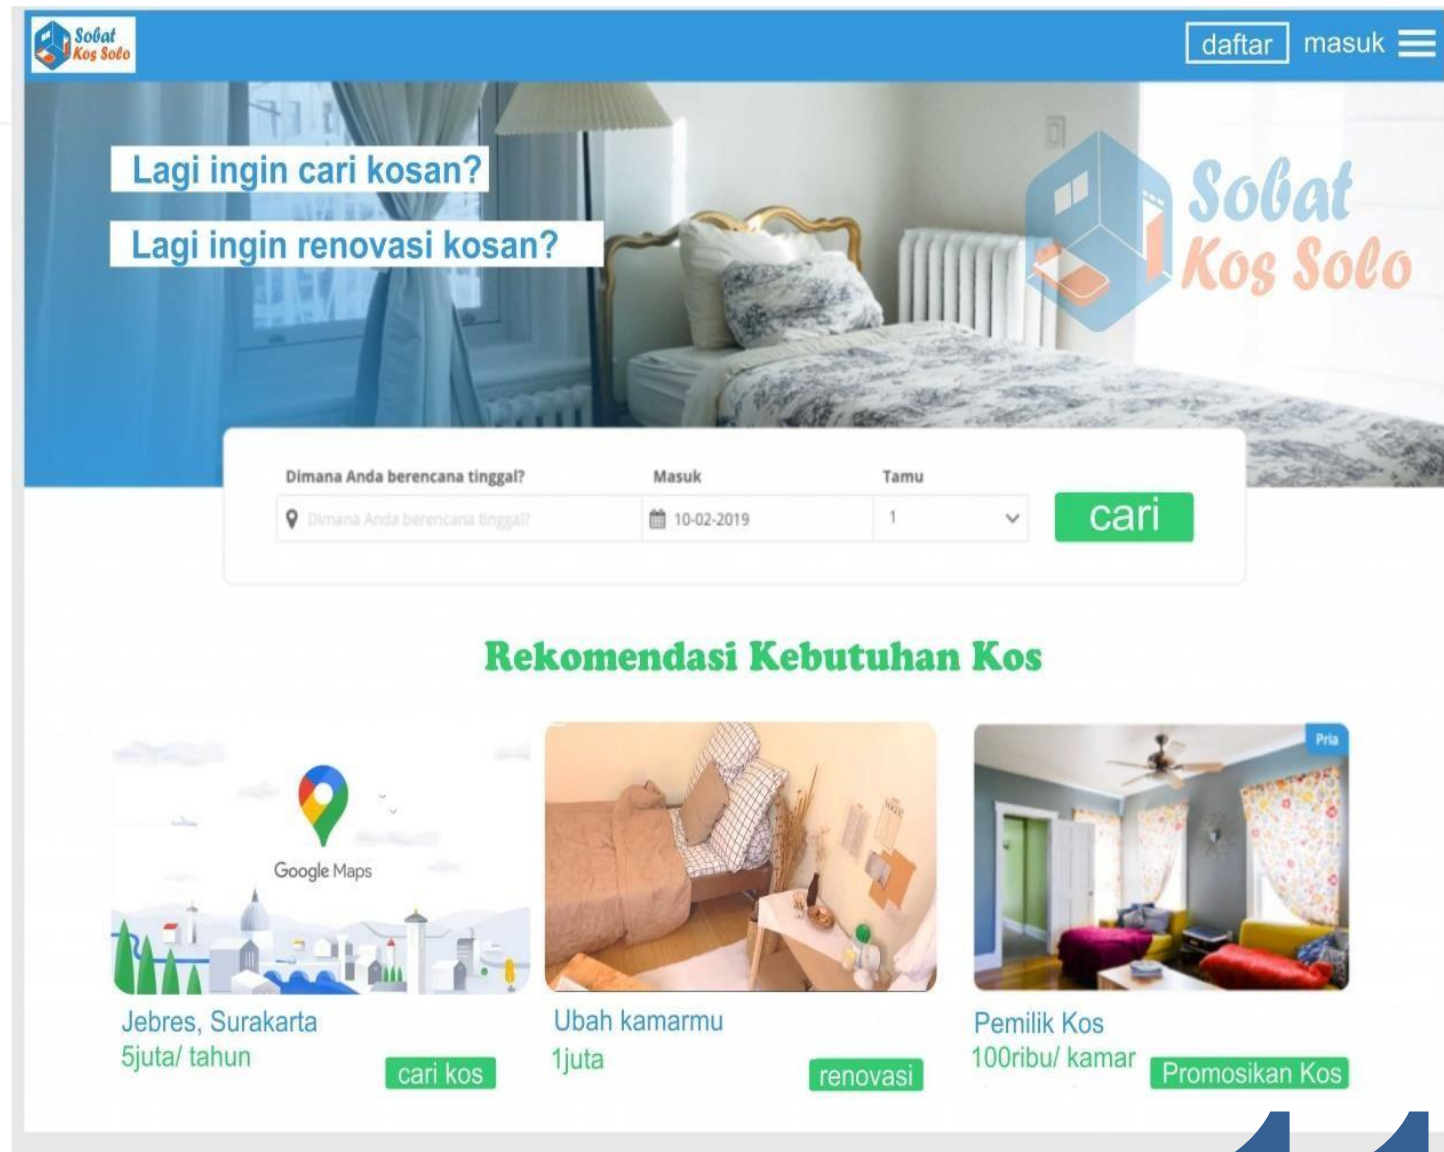 Sobat
Kos Solo
daftar
masuk
Lagi ingin cari kosan?
Lagi ingin renovasi kosan?
Sobat
Kos Solo
Dimana Anda berencana tinggal?
Masuk
Tamu
Dimana Anda berencana tinggal?
10-02-2019
1
cari
Rekomendasi Kebutuhan Kos
Google Maps
VOGUE
Pria
Jebres, Surakarta
5juta/ tahun
cari kos
Ubah kamarmu
1juta
renovasi
Pemilik Kos
100ribu/ kamar
Promosikan Kos